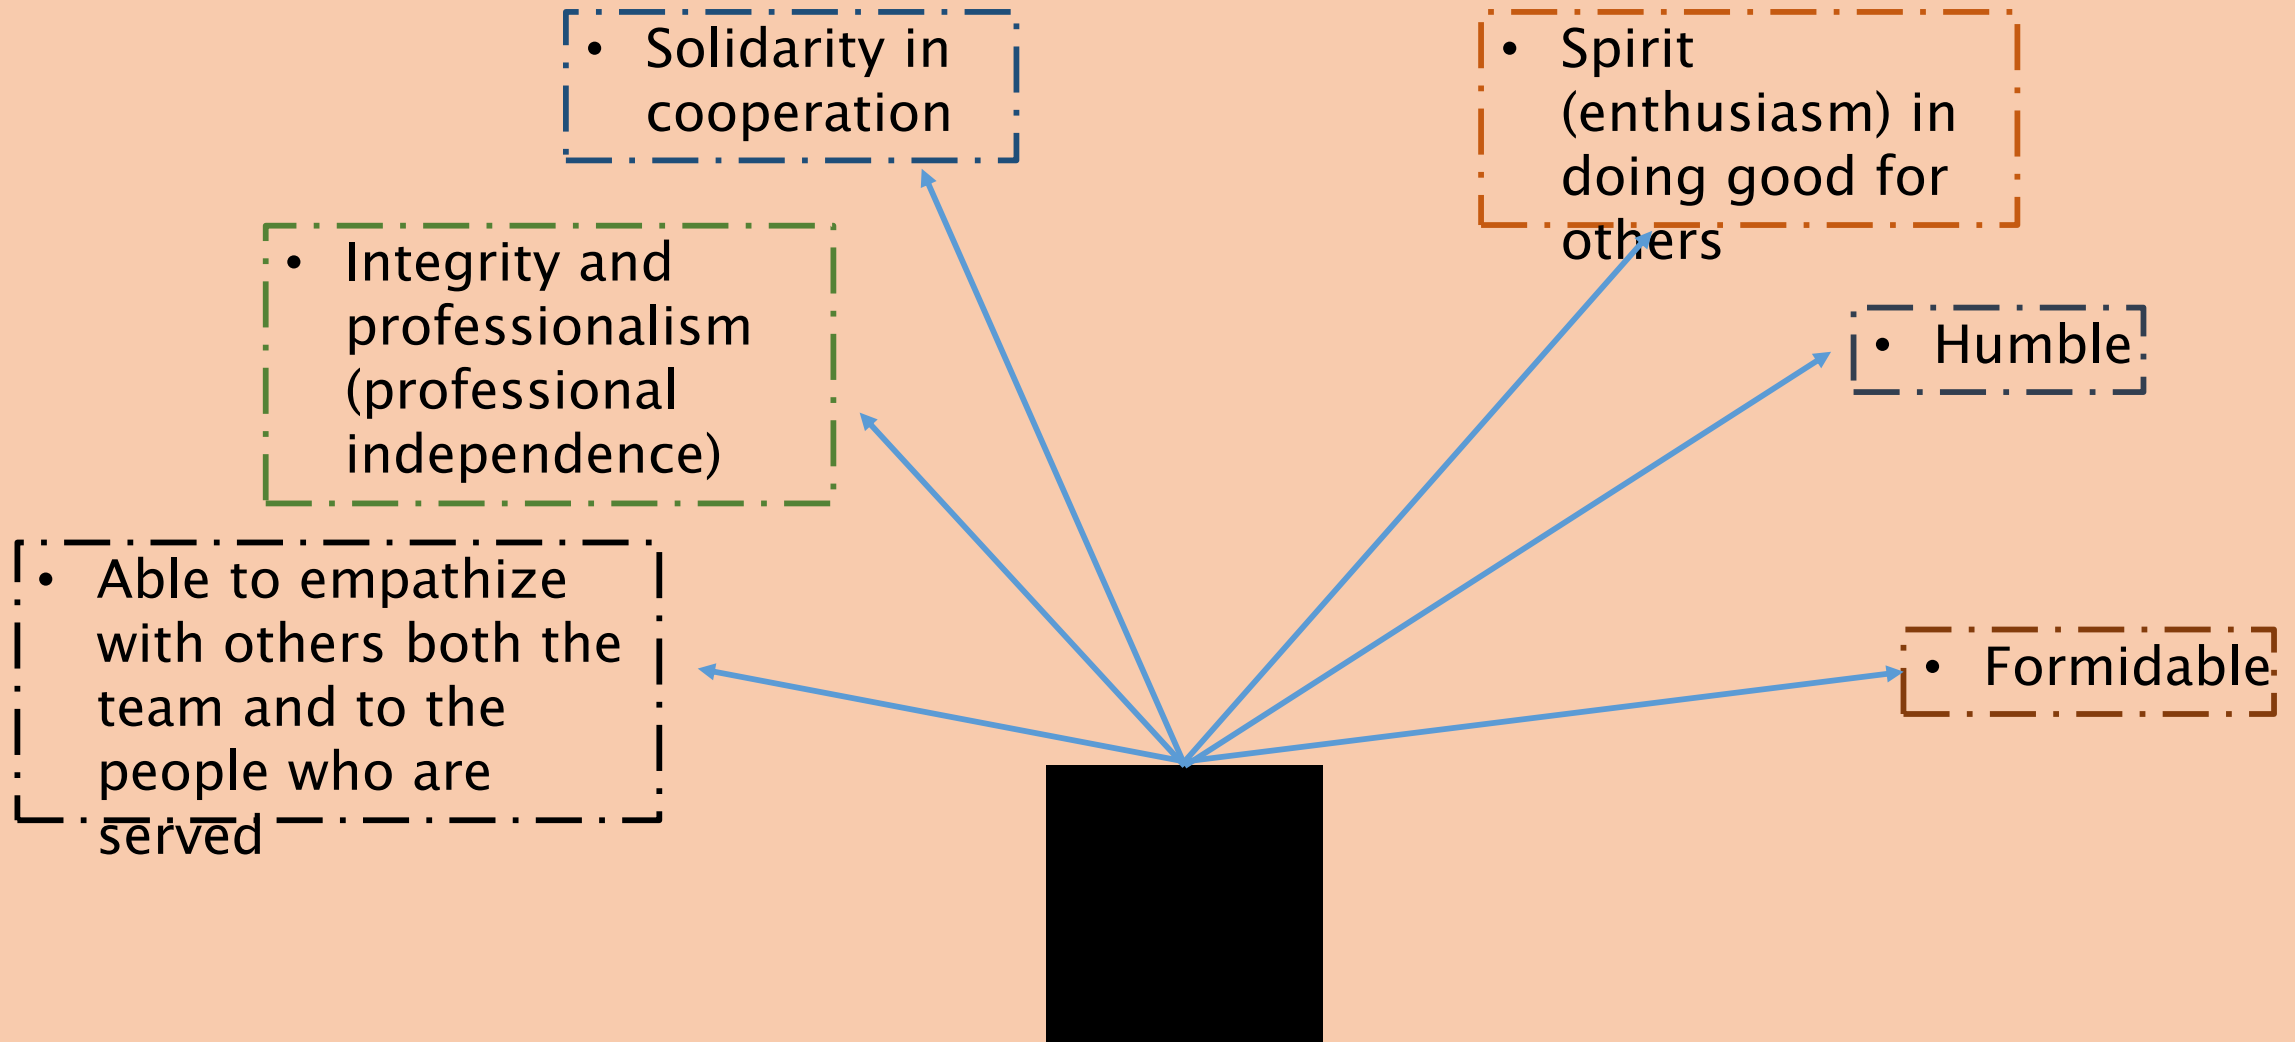 • Solidarity in
cooperation
• Spirit
(enthusiasm) in
doing good for
others
• Integrity and
professionalism
(professional
independence)
• Humble
• Able to empathize
with others both the
team and to the
people who are
served
• Formidable